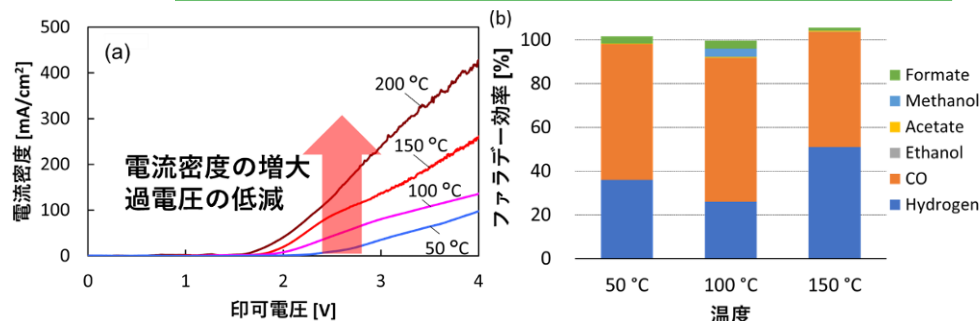 (a)
電流密度 [mA/cm²]
500
400
300
200
100
0
200 °C
150 °C
100 °C
50 °C
電流密度の増大
過電圧の低減
0 1 2 3 4
印可電圧 [V]
(b)
ファラデー効率 [%]
100
80
60
40
20
0
50 °C 100 °C 150 °C
温度
Formate
Methanol
Acetate
Ethanol
CO
Hydrogen